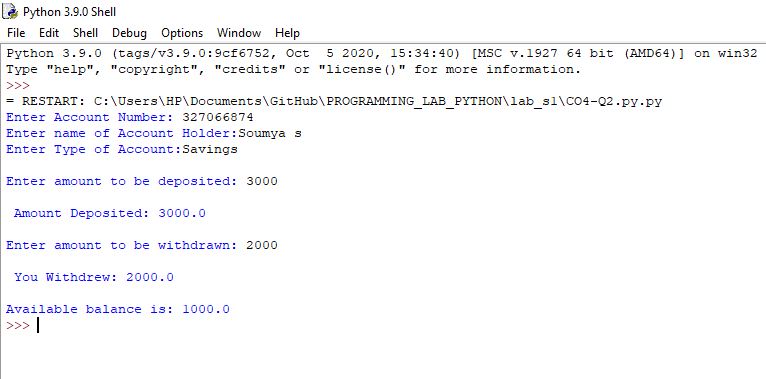 Python 3.9.0 Shell
File Edit Shell Debug Options Window Help
Python 3.9.0 (tags/v3.9.0:9cf6752, Oct  5 2020, 15:34:40) [MSC v.1927 64 bit (AMD64)] on win32
Type "help", "copyright", "credits" or "license()" for more information.
>>>
= RESTART: C:\Users\HP\Documents\GitHub\PROGRAMMING_LAB_PYTHON\lab_s1\CO4-Q2.py.py
Enter Account Number: 327066874
Enter name of Account Holder:Soumya s
Enter Type of Account:Savings
Enter amount to be deposited: 3000
Amount Deposited: 3000.0
Enter amount to be withdrawn: 2000
You Withdrew: 2000.0
Available balance is: 1000.0
>>>